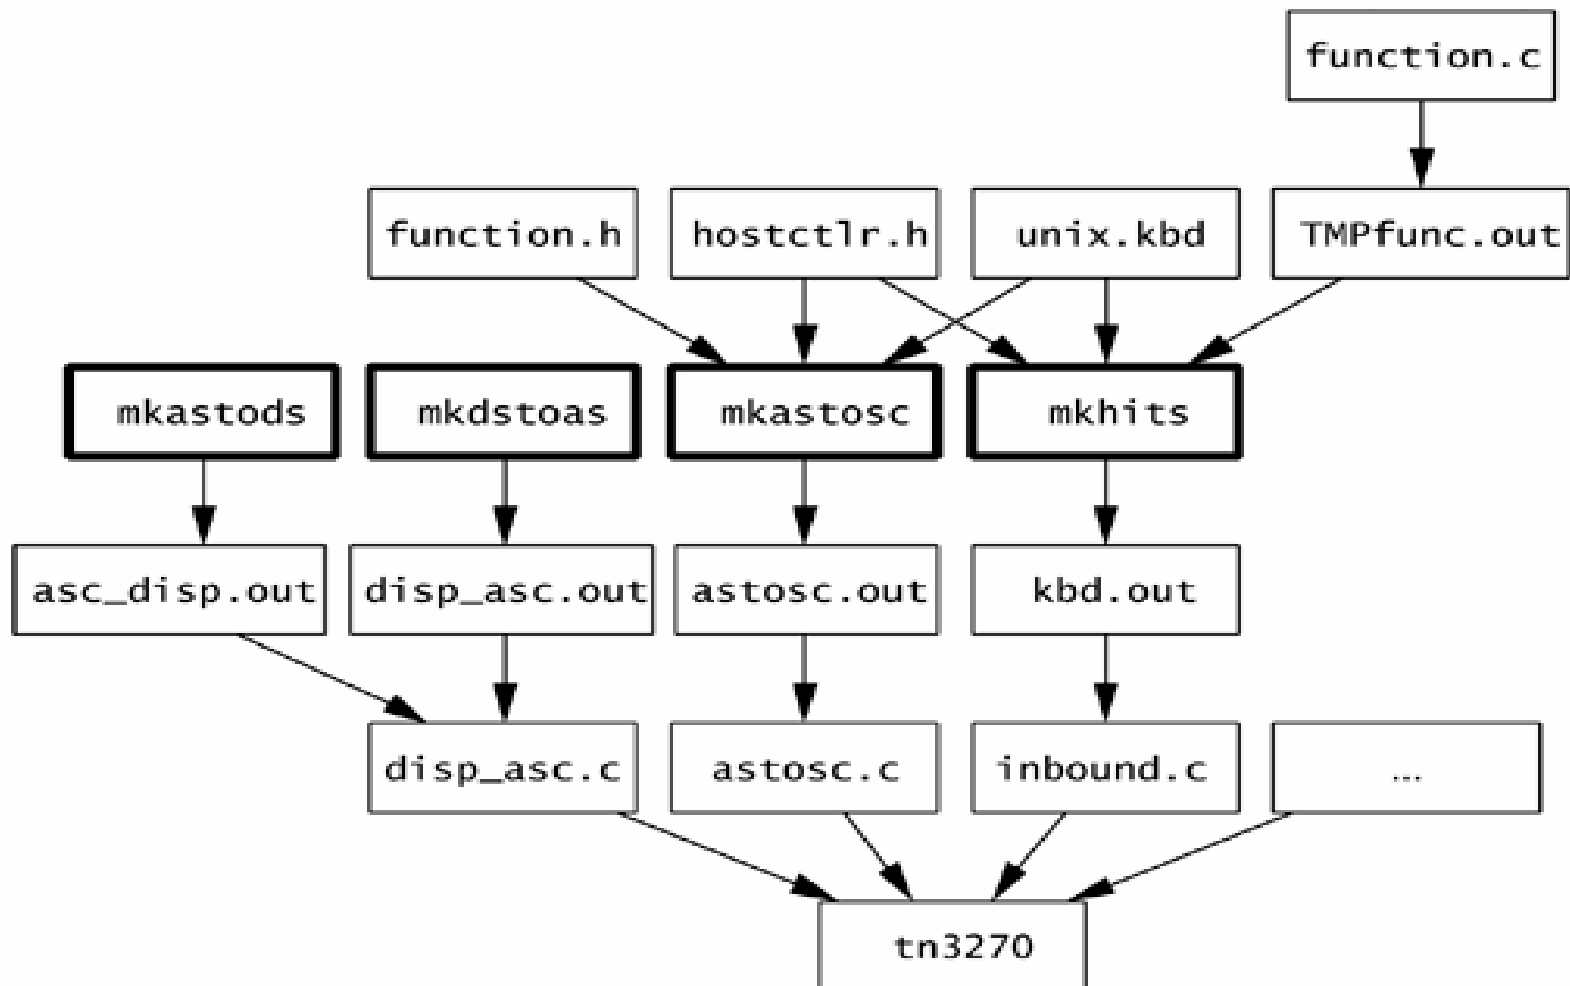 function.c
function.h
hostctlr.h
unix.kbd
TMPfunc.out
mkastods
mkdstoas
mkastosc
mkhits
asc_disp.out
disp_asc.out
astosc.out
kbd.out
disp_asc.c
astosc.c
inbound.c
...
tn3270